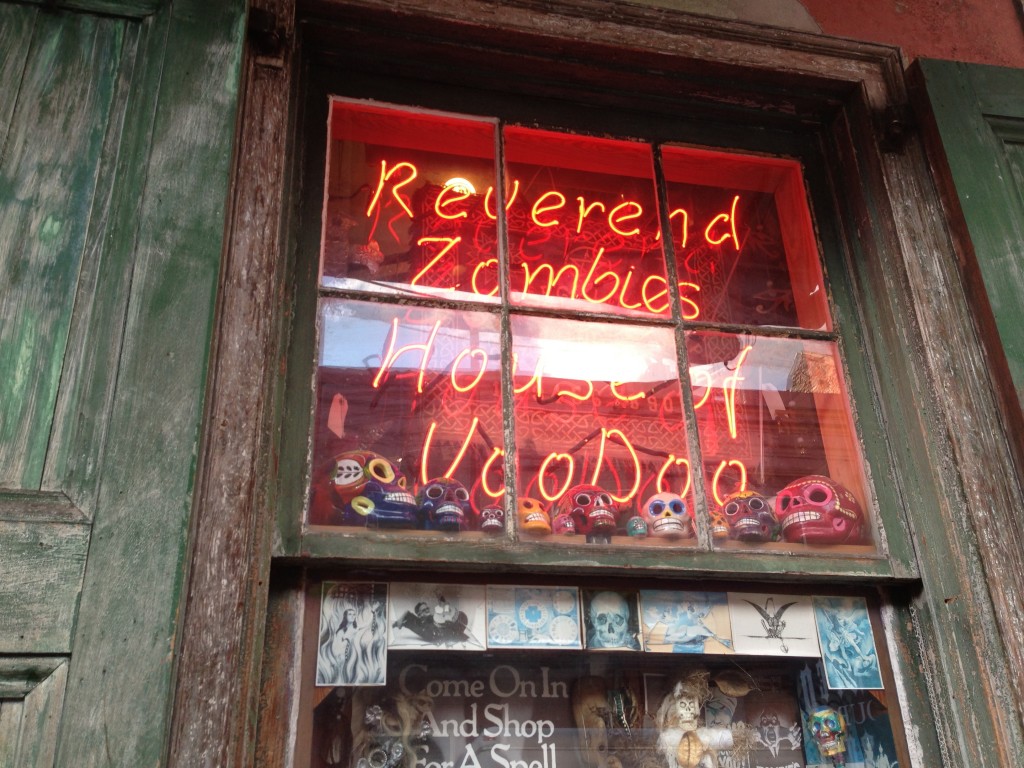 Reverend
Zombies
House of
VooDoo
Come On In
And Shop
For A Spell